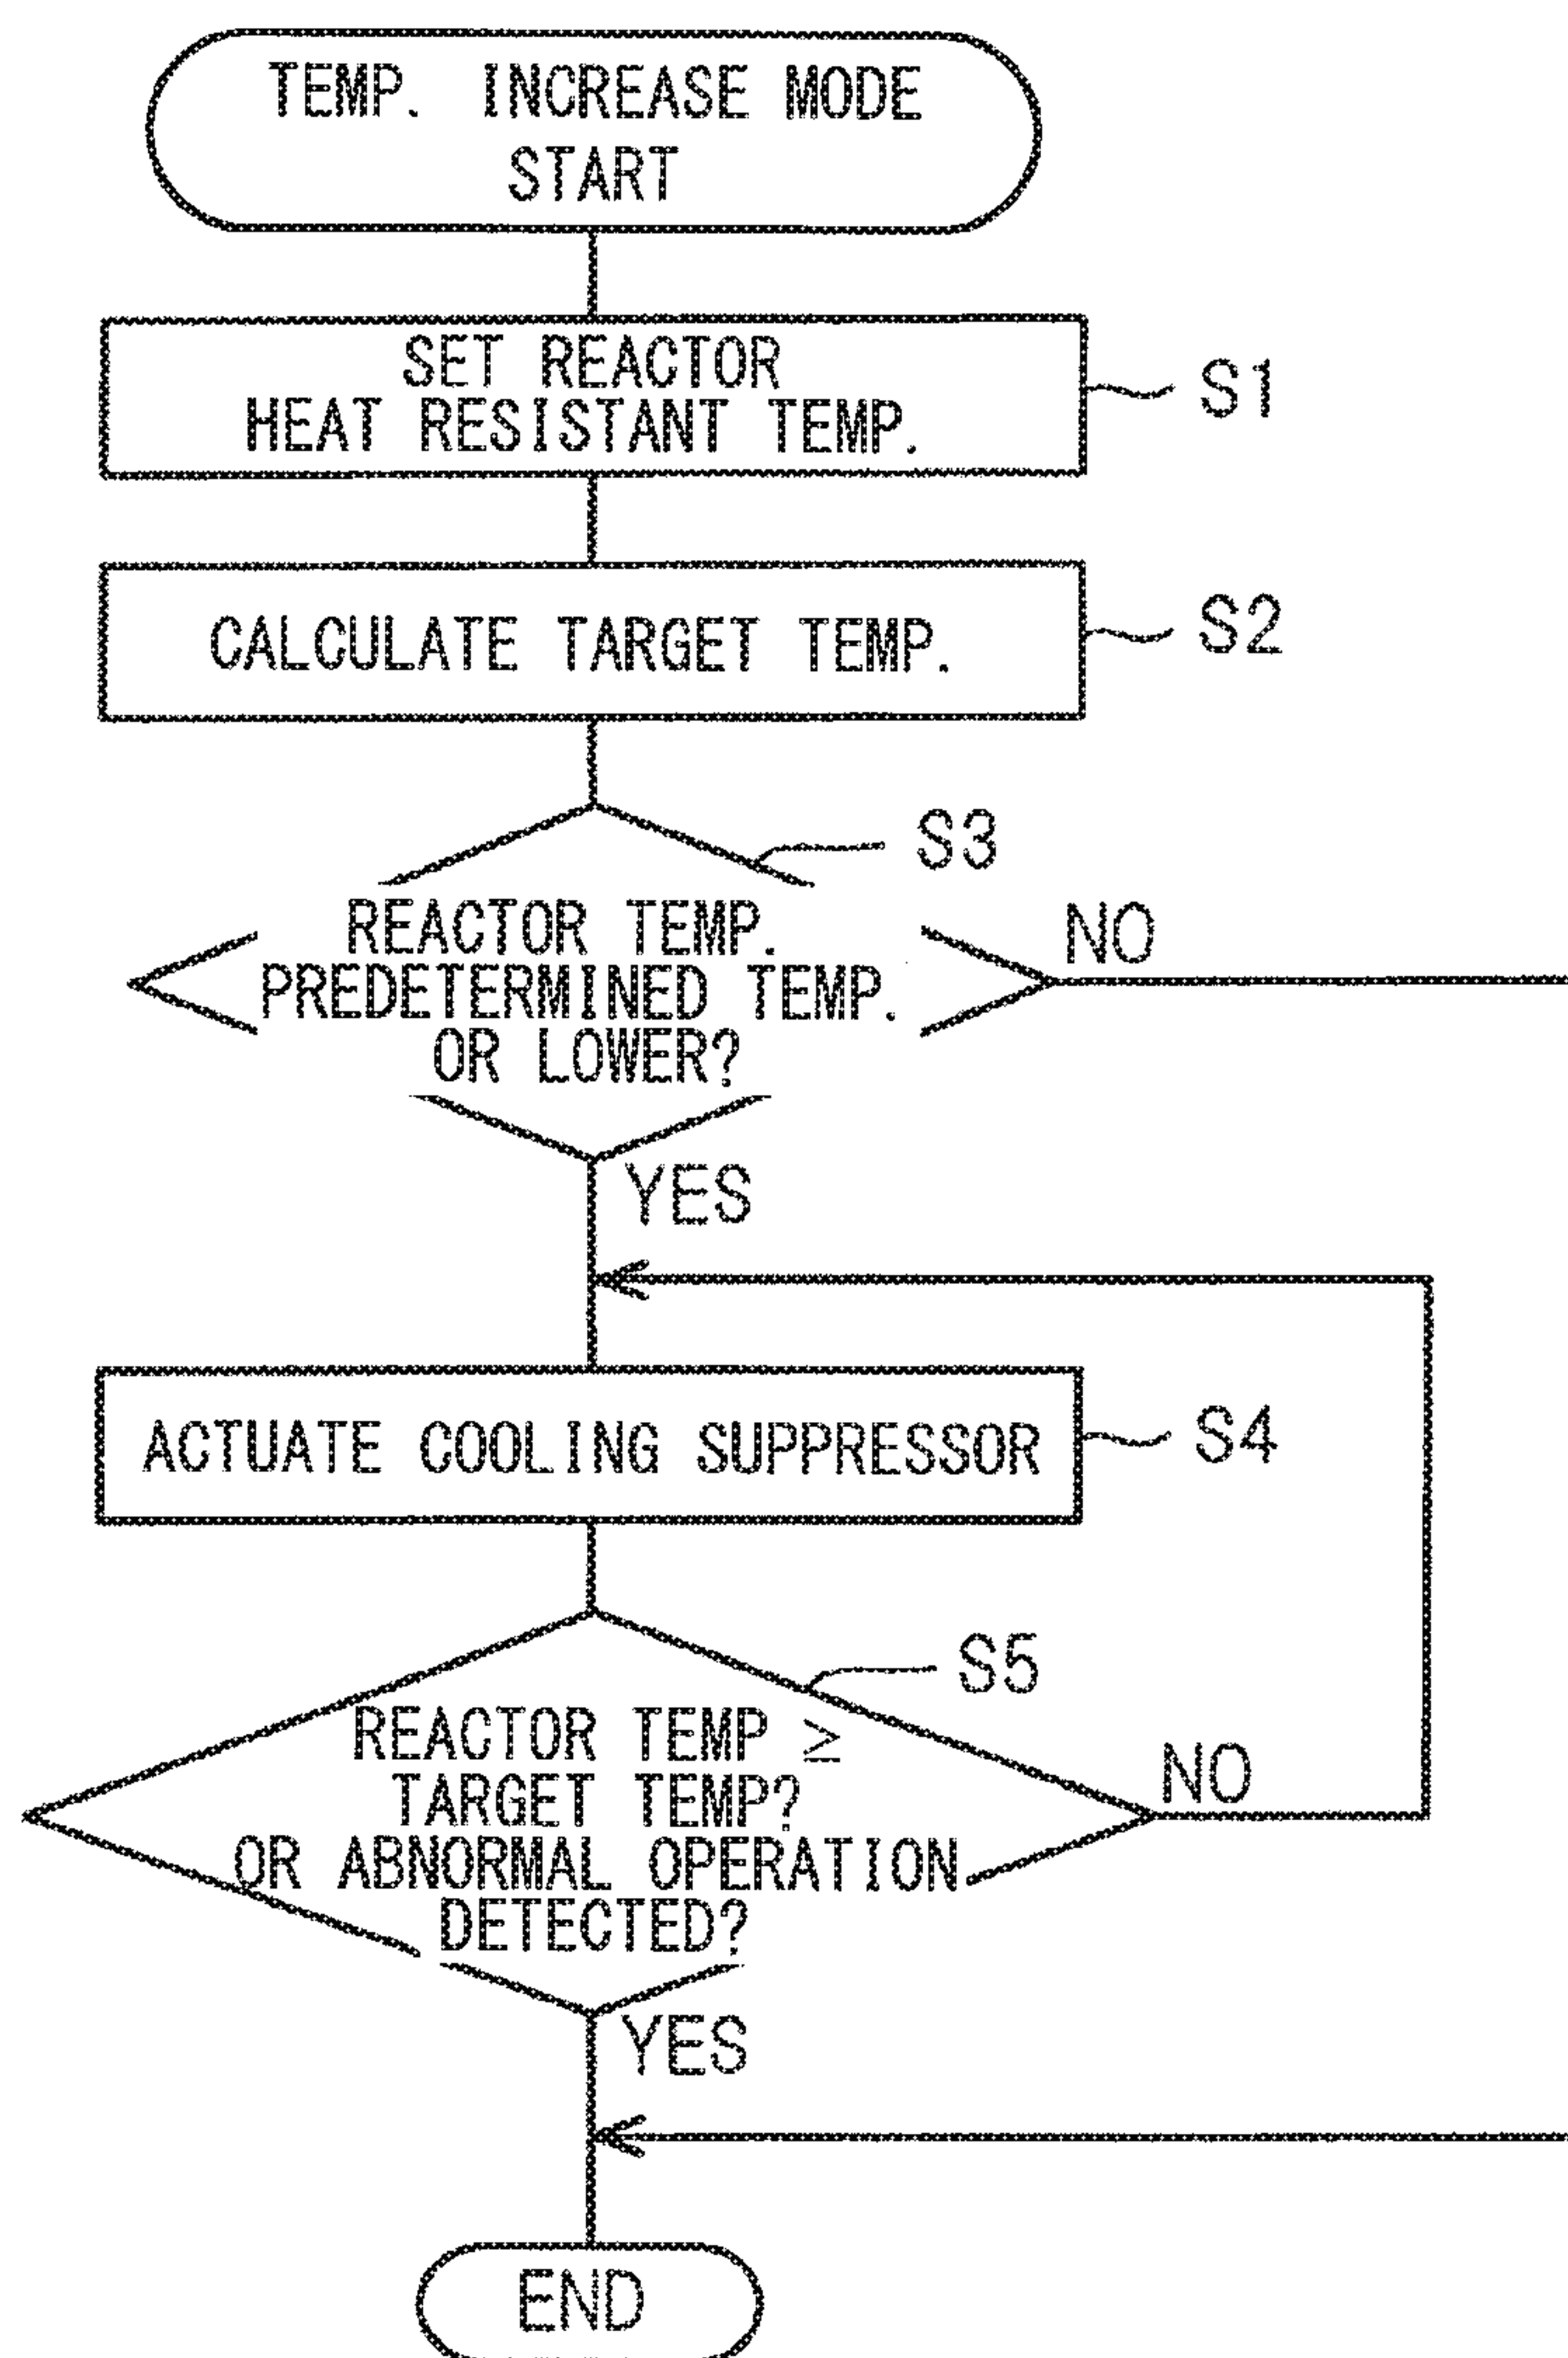 TEMP. INCREASE MODE
START
SET REACTOR
HEAT RESISTANT TEMP.
S1
CALCULATE TARGET TEMP.
S2
S3
REACTOR TEMP.
PREDETERMINED TEMP.
OR LOWER?
NO
YES
ACTUATE COOLING SUPPRESSOR
S4
S5
REACTOR TEMP ≥
TARGET TEMP?
OR ABNORMAL OPERATION
DETECTED?
NO
YES
END